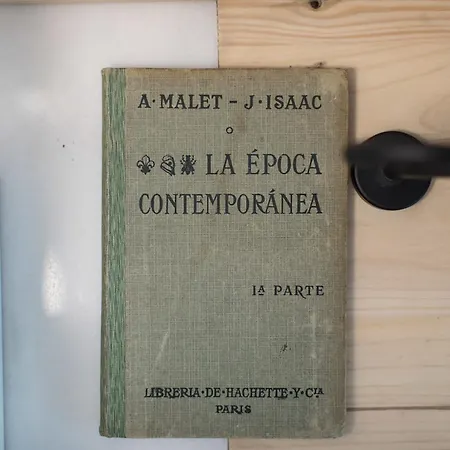 A·MALET – J·ISAAC
LA ÉPOCA
CONTEMPORÁNEA
1ª PARTE
LIBRERIA·DE·HACHETTE·Y·Cᴵᴬ
PARIS